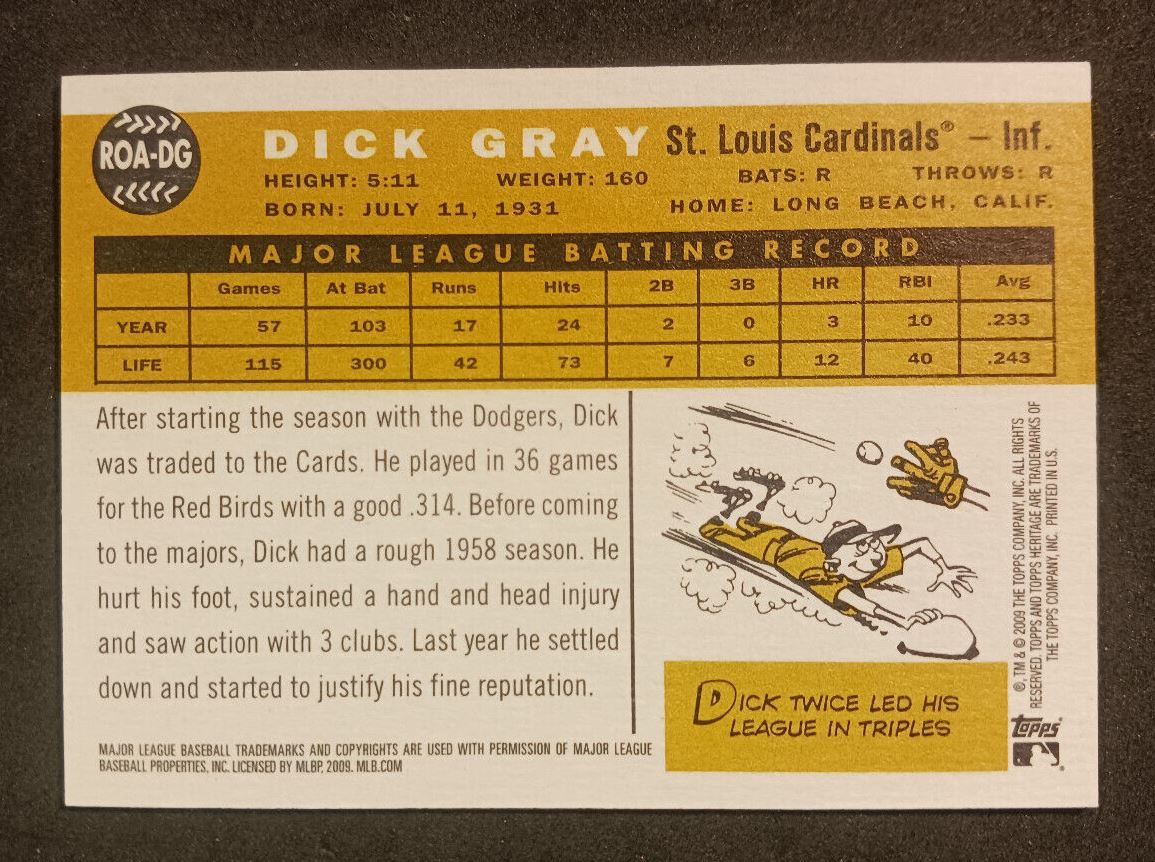 ROA-DG
DICK GRAY St. Louis Cardinals® – Inf.
HEIGHT: 5:11 WEIGHT: 160 BATS: R THROWS: R
BORN: JULY 11, 1931 HOME: LONG BEACH, CALIF.
MAJOR LEAGUE BATTING RECORD
Games At Bat Runs Hits 2B 3B HR RBI Avg
YEAR 57 103 17 24 2 0 3 10 .233
LIFE 115 300 42 73 7 6 12 40 .243
After starting the season with the Dodgers, Dick
was traded to the Cards. He played in 36 games
for the Red Birds with a good .314. Before coming
to the majors, Dick had a rough 1958 season. He
hurt his foot, sustained a hand and head injury
and saw action with 3 clubs. Last year he settled
down and started to justify his fine reputation.
MAJOR LEAGUE BASEBALL TRADEMARKS AND COPYRIGHTS ARE USED WITH PERMISSION OF MAJOR LEAGUE
BASEBALL PROPERTIES, INC. LICENSED BY MLBP, 2009. MLB.COM
DICK TWICE LED HIS
LEAGUE IN TRIPLES
®, TM & © 2009 THE TOPPS COMPANY, INC. ALL RIGHTS
RESERVED. TOPPS AND TOPPS HERITAGE ARE TRADEMARKS OF
THE TOPPS COMPANY, INC. PRINTED IN U.S.
topps®